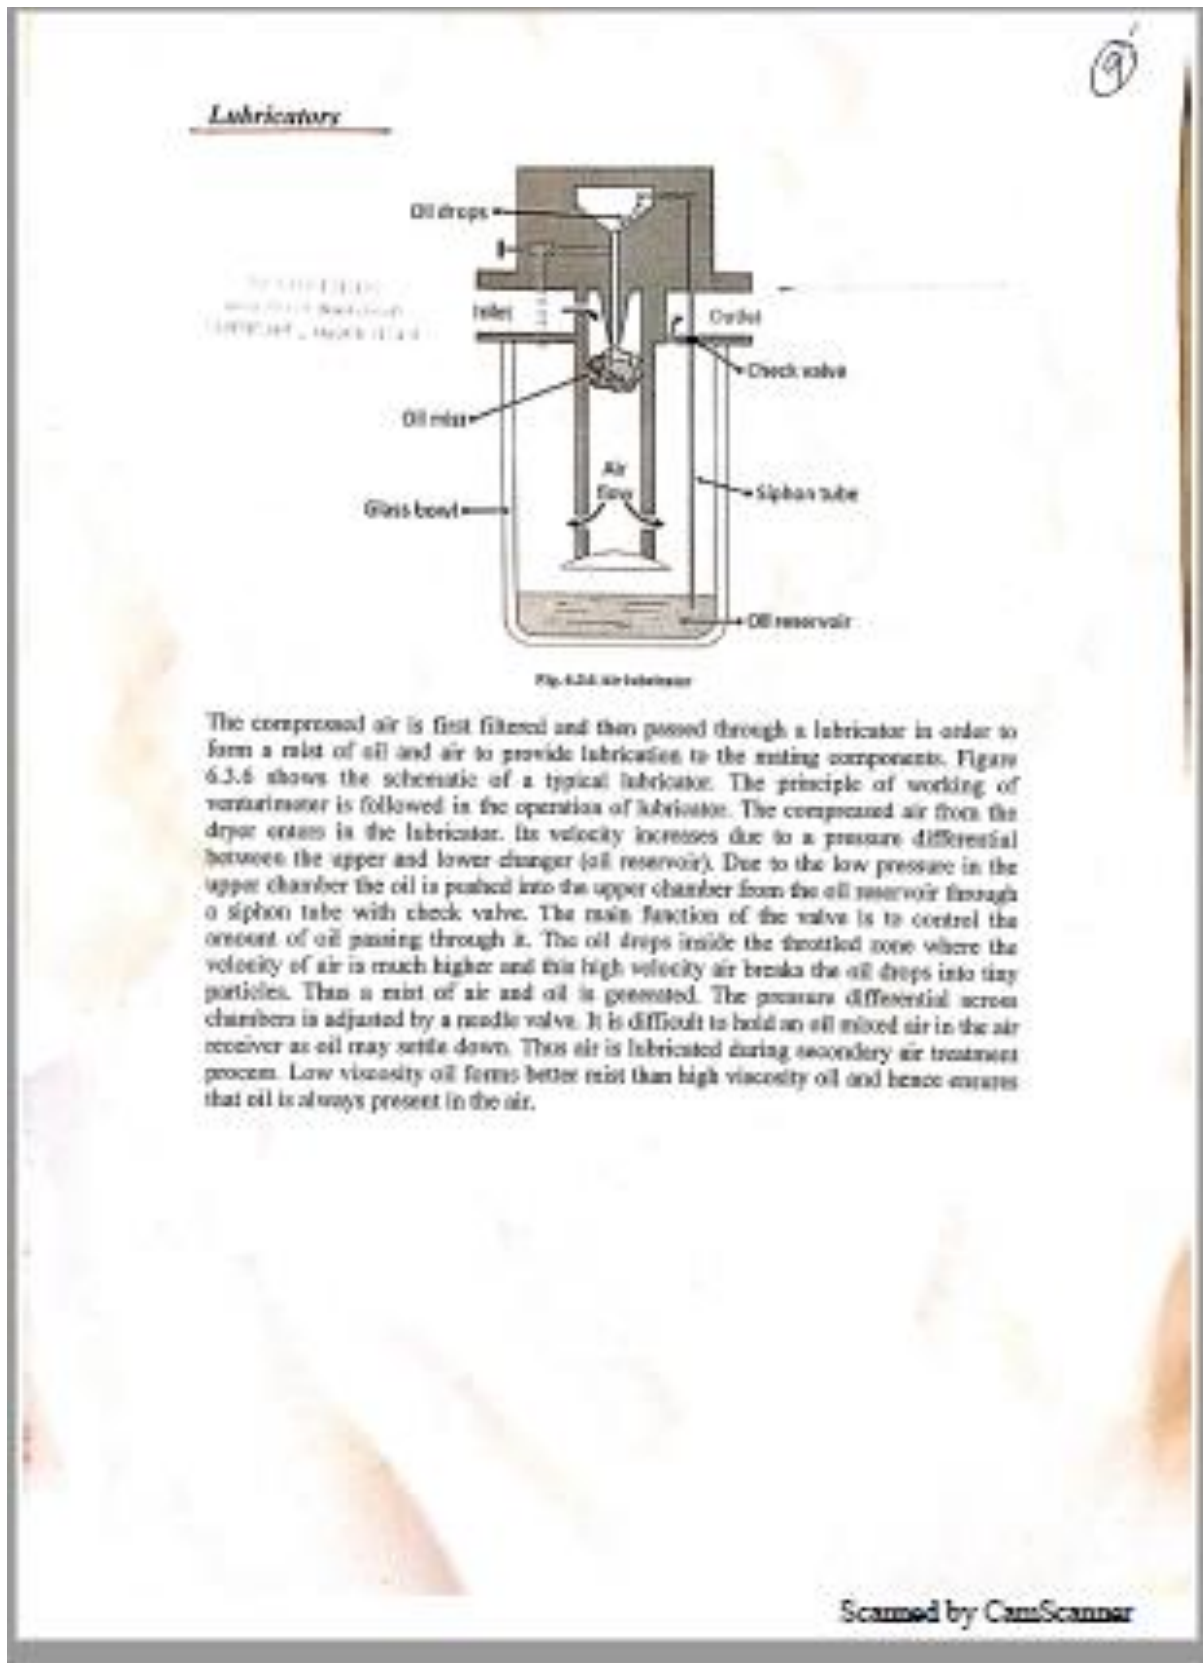 9
Lubricators
Oil drops
Inlet
Outlet
Check valve
Oil mist
Air
flow
Siphon tube
Glass bowl
Oil reservoir
Air lubricator
The compressed air is first filtered and then passed through a lubricator in order to
form a mist of oil and air to provide lubrication to the mating components. Figure
6.3.6 shows the schematic of a typical lubricator. The principle of working of
venturimeter is followed in the operation of lubricator. The compressed air from the
dryer enters in the lubricator. Its velocity increases due to a pressure differential
between the upper and lower changer (oil reservoir). Due to the low pressure in the
upper chamber the oil is pushed into the upper chamber from the oil reservoir through
a siphon tube with check valve. The main function of the valve is to control the
amount of oil passing through it. The oil drops inside the throttled zone where the
velocity of air is much higher and this high velocity air breaks the oil drops into tiny
particles. Thus a mist of air and oil is generated. The pressure differential across
chambers is adjusted by a needle valve. It is difficult to hold an oil mixed air in the air
receiver as oil may settle down. Thus air is lubricated during secondary air treatment
process. Low viscosity oil forms better mist than high viscosity oil and hence ensures
that oil is always present in the air.
Scanned by CamScanner